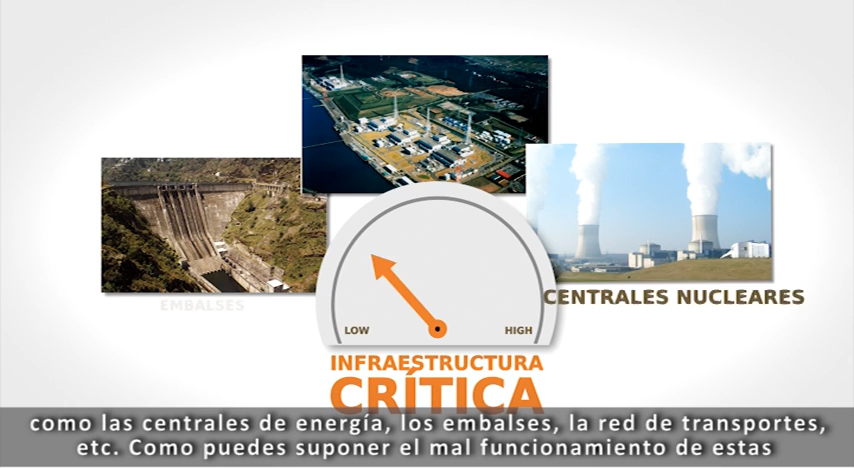 EMBALSES
CENTRALES NUCLEARES
LOW
HIGH
INFRAESTRUCTURA
CRÍTICA
como las centrales de energía, los embalses, la red de transportes,
etc. Como puedes suponer el mal funcionamiento de estas